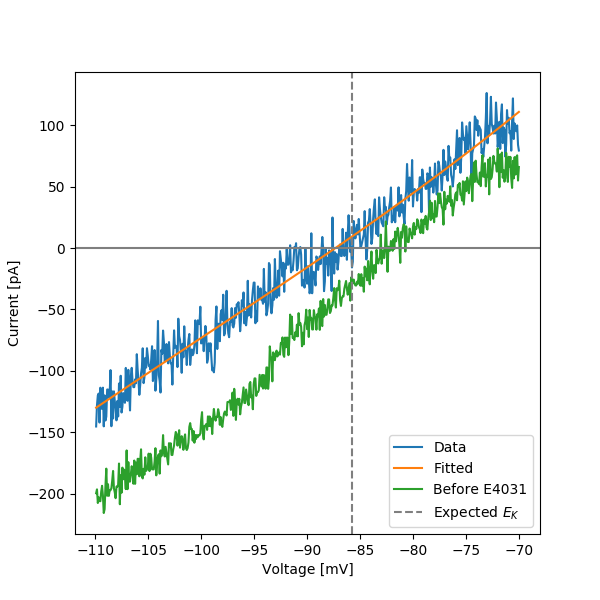 100
50
0
−50
−100
−150
−200
Current [pA]
Data
Fitted
Before E4031
Expected E_K
−110 −105 −100 −95 −90 −85 −80 −75 −70
Voltage [mV]